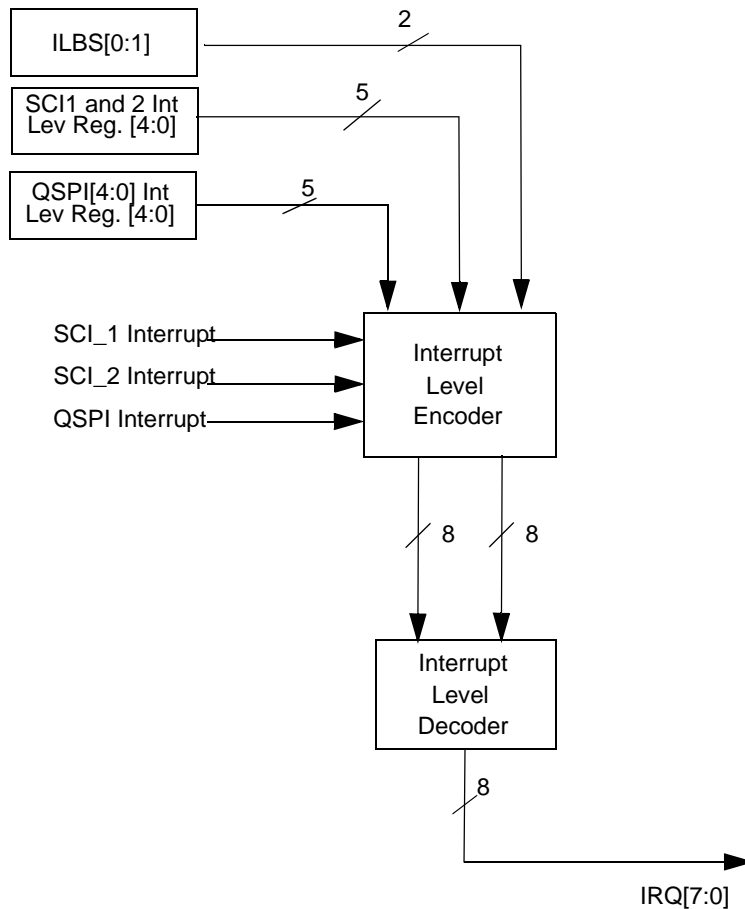 ILBS[0:1]
2
SCI1 and 2 Int
Lev Reg. [4:0]
5
QSPI[4:0] Int
Lev Reg. [4:0]
5
SCI_1 Interrupt
SCI_2 Interrupt
QSPI Interrupt
Interrupt
Level
Encoder
8
8
Interrupt
Level
Decoder
8
IRQ[7:0]